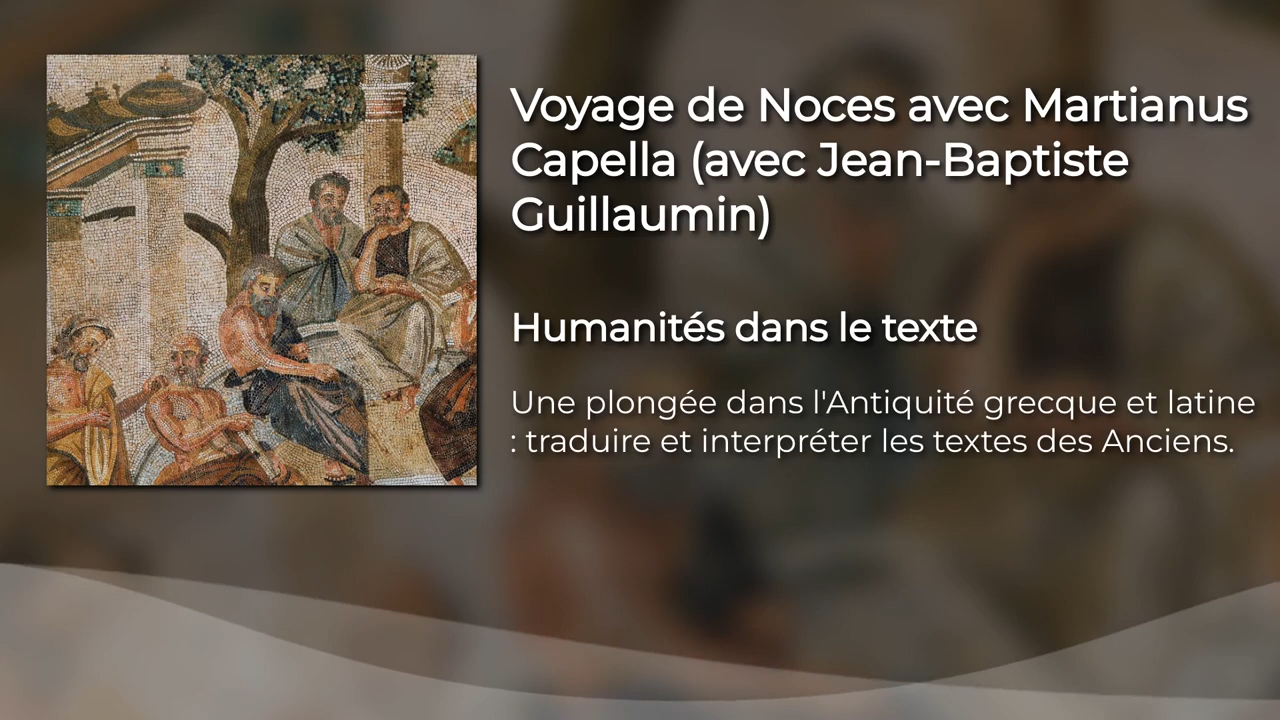 Voyage de Noces avec Martianus
Capella (avec Jean-Baptiste
Guillaumin)
Humanités dans le texte
Une plongée dans l'Antiquité grecque et latine
: traduire et interpréter les textes des Anciens.